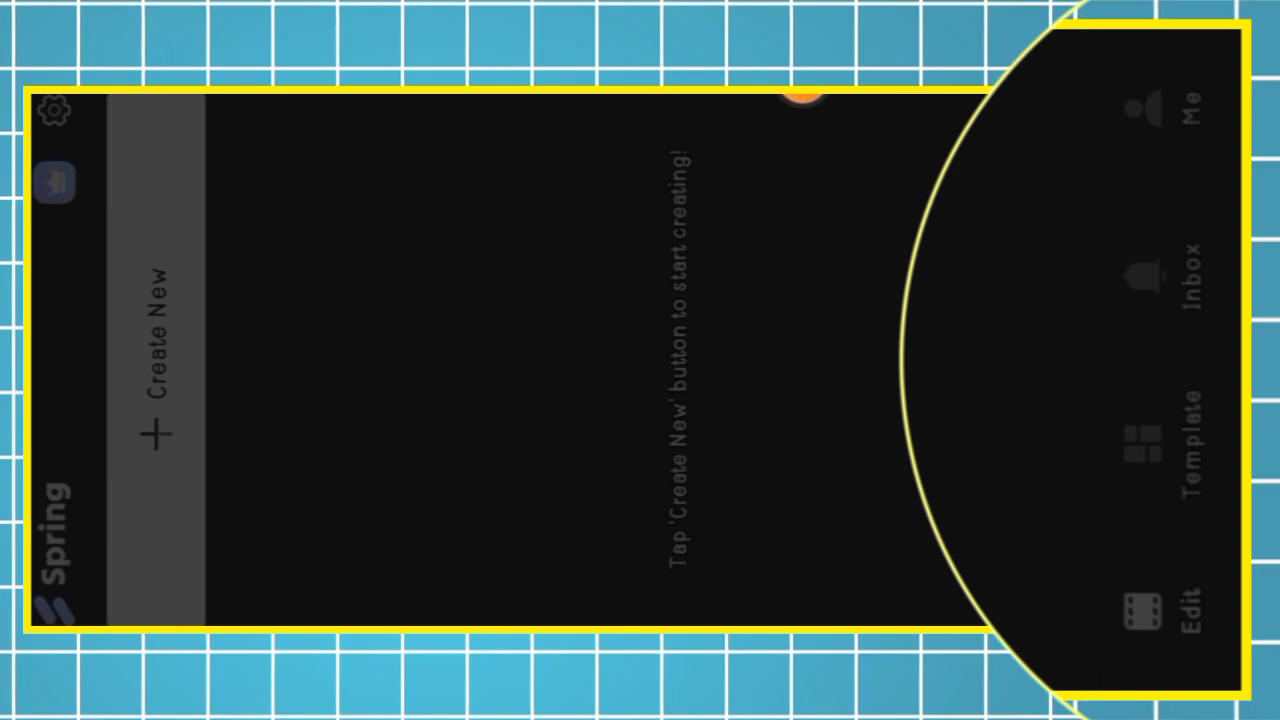 Spring
Create New
Tap 'Create New' button to start creating!
Edit
Template
Inbox
Me